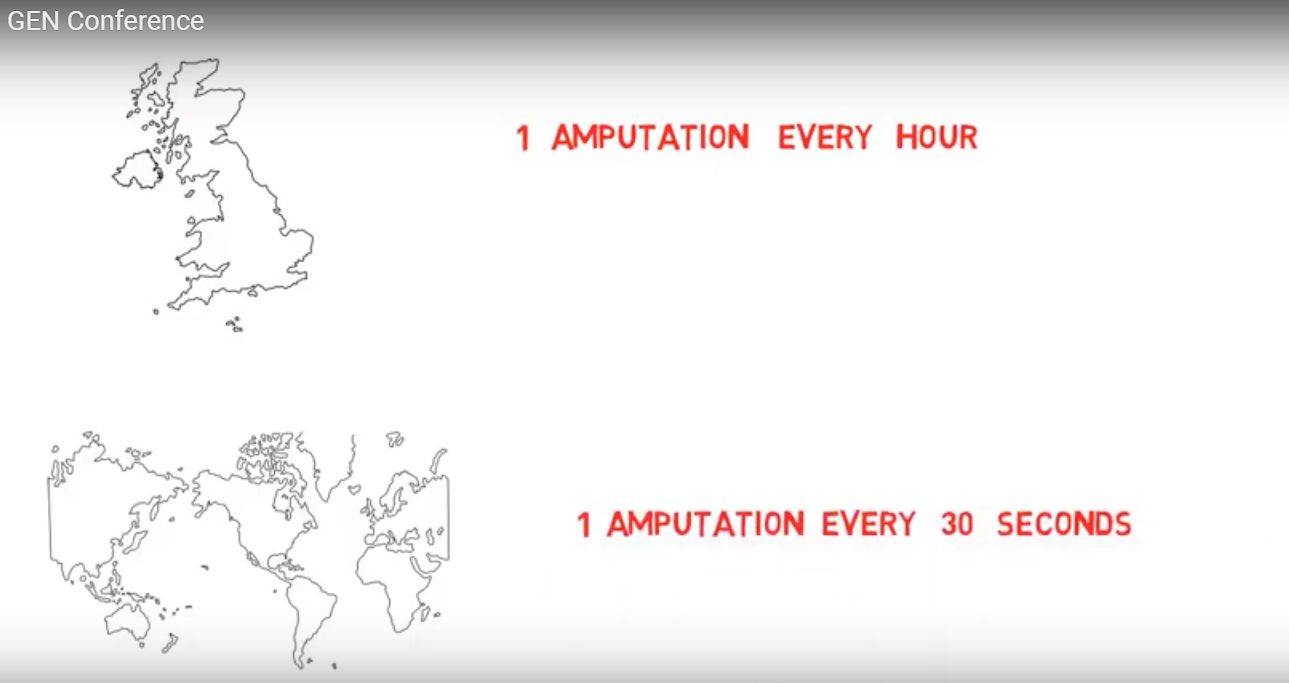 GEN Conference
1 AMPUTATION EVERY HOUR
1 AMPUTATION EVERY 30 SECONDS